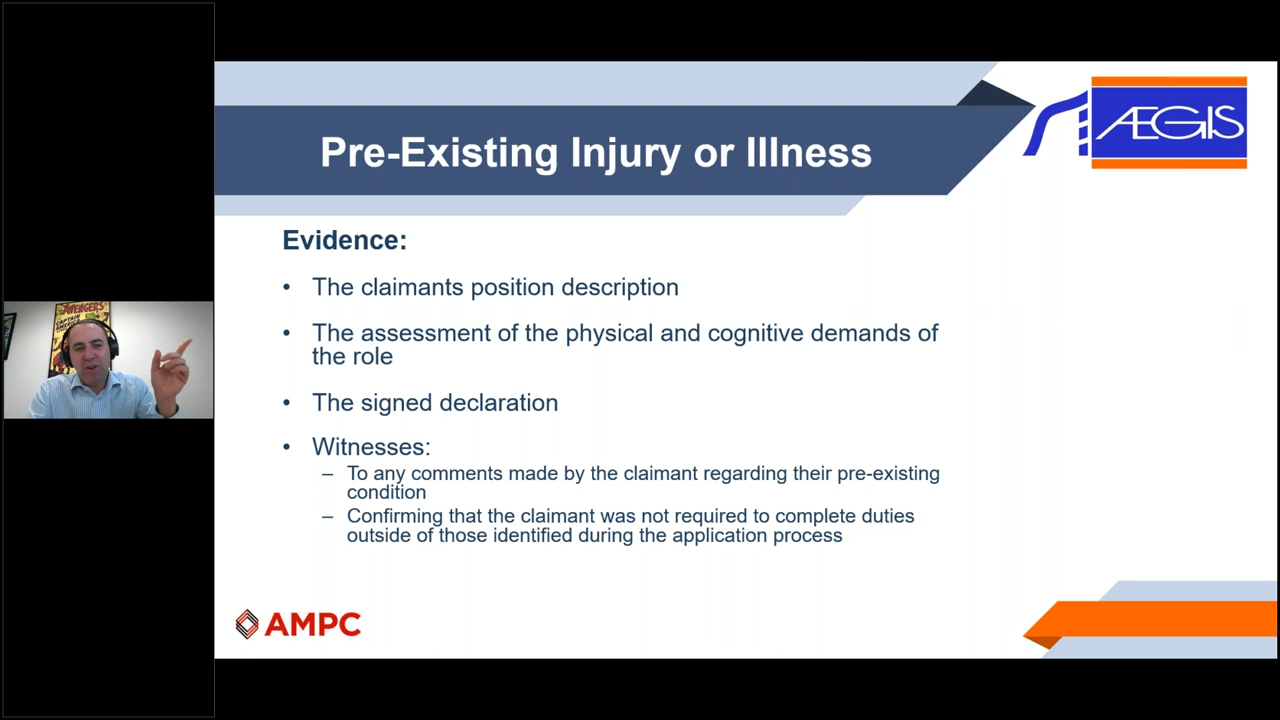 Pre-Existing Injury or Illness
ÆGIS
Evidence:
• The claimants position description
• The assessment of the physical and cognitive demands of
the role
• The signed declaration
• Witnesses:
– To any comments made by the claimant regarding their pre-existing
condition
– Confirming that the claimant was not required to complete duties
outside of those identified during the application process
AVENGERS
CAPTAIN
AMERICA
AMPC